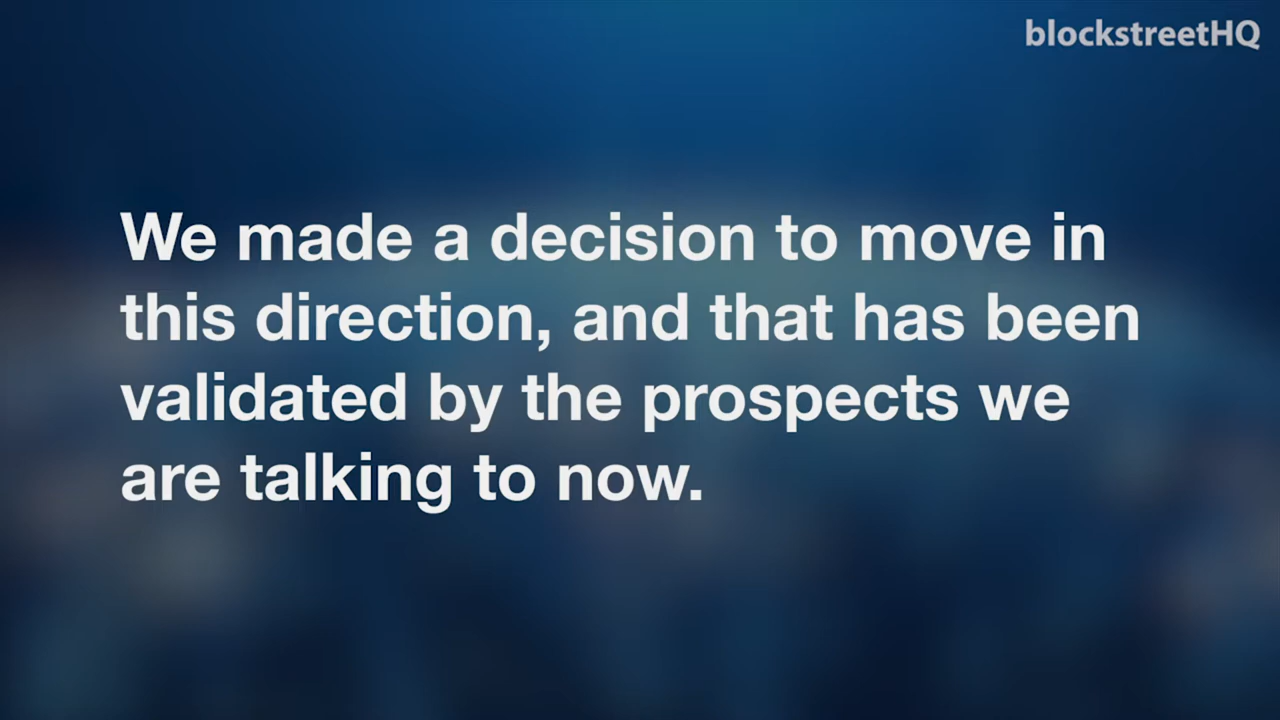 blockstreetHQ
We made a decision to move in
this direction, and that has been
validated by the prospects we
are talking to now.